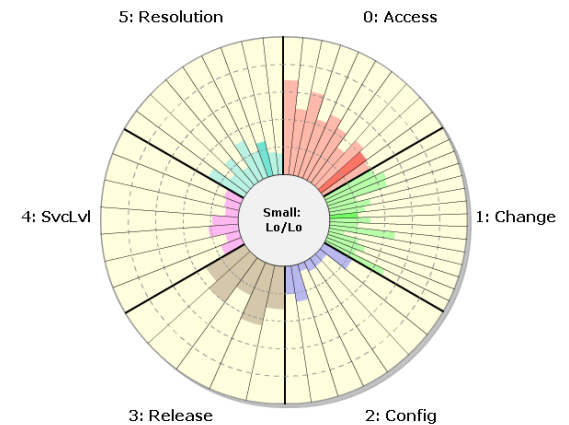 5: Resolution
0: Access
4: SvcLvl
Small:
Lo/Lo
1: Change
3: Release
2: Config